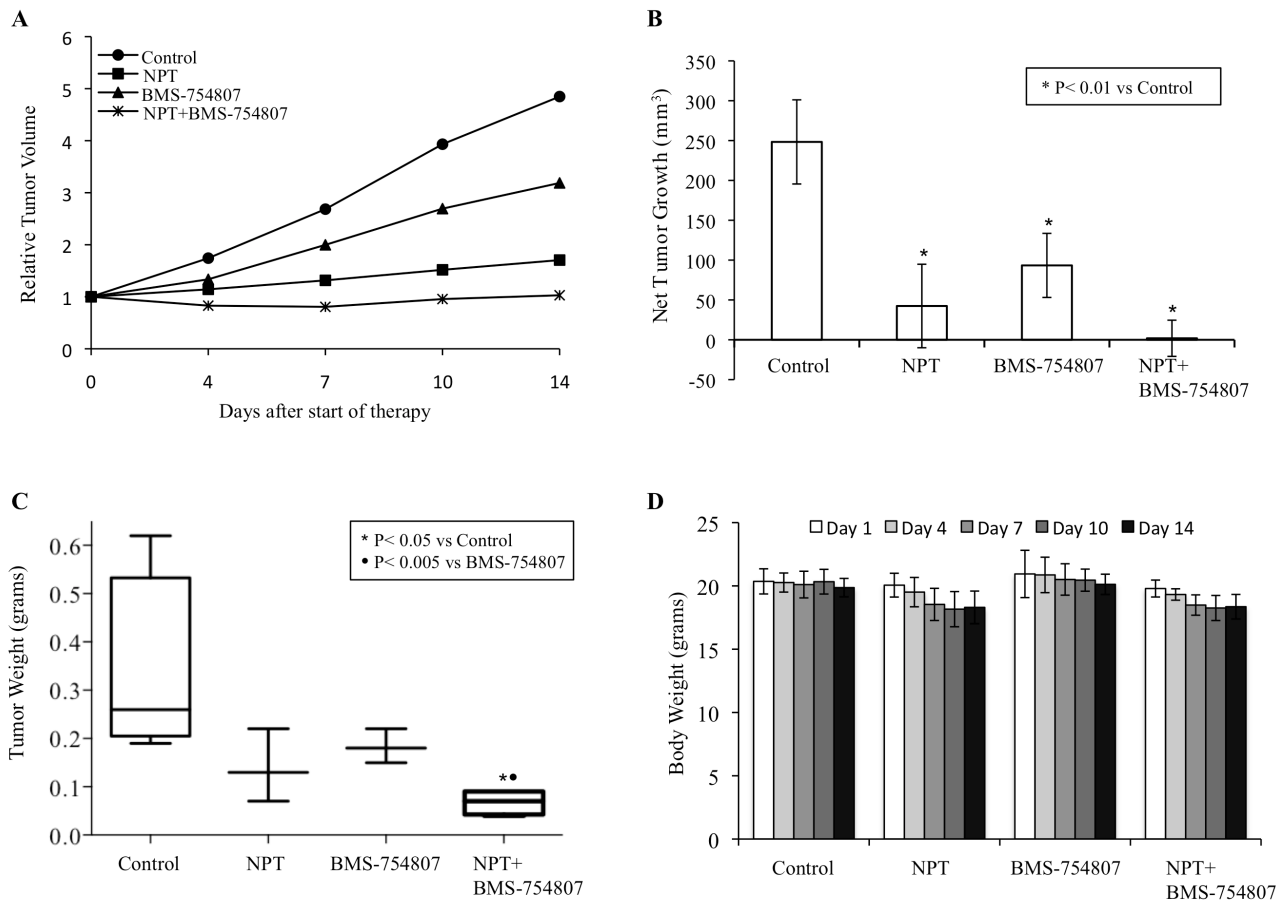 A
6
5
4
3
2
1
0
Relative Tumor Volume
Control
NPT
BMS-754807
NPT+BMS-754807
0 4 7 10 14
Days after start of therapy
B
350
300
250
200
150
100
50
0
-50
Net Tumor Growth (mm³)
* P< 0.01 vs Control
*
*
*
Control NPT BMS-754807 NPT+
BMS-754807
C
0.6
0.5
0.4
0.3
0.2
0.1
0.0
Tumor Weight (grams)
* P< 0.05 vs Control
• P< 0.005 vs BMS-754807
*•
Control NPT BMS-754807 NPT+
BMS-754807
D
25
20
15
10
5
0
Body Weight (grams)
Day 1 Day 4 Day 7 Day 10 Day 14
Control NPT BMS-754807 NPT+
BMS-754807